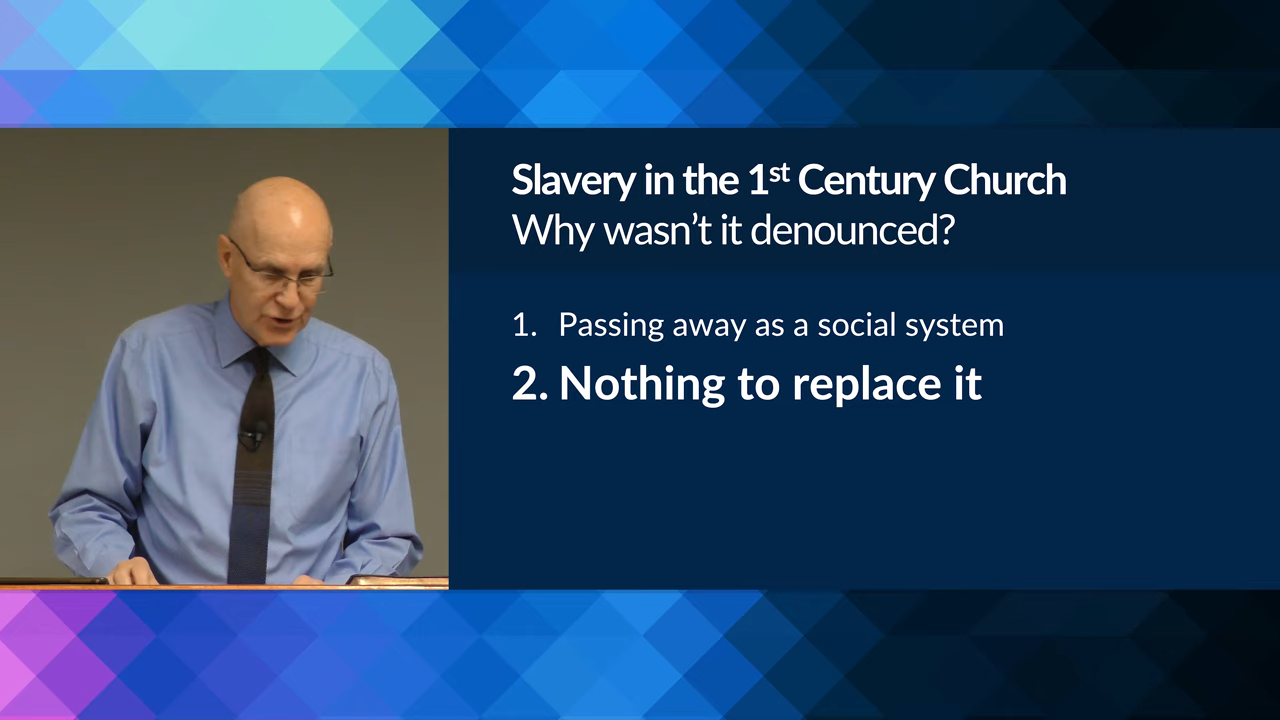 Slavery in the 1st Century Church
Why wasn't it denounced?
1. Passing away as a social system
2. Nothing to replace it